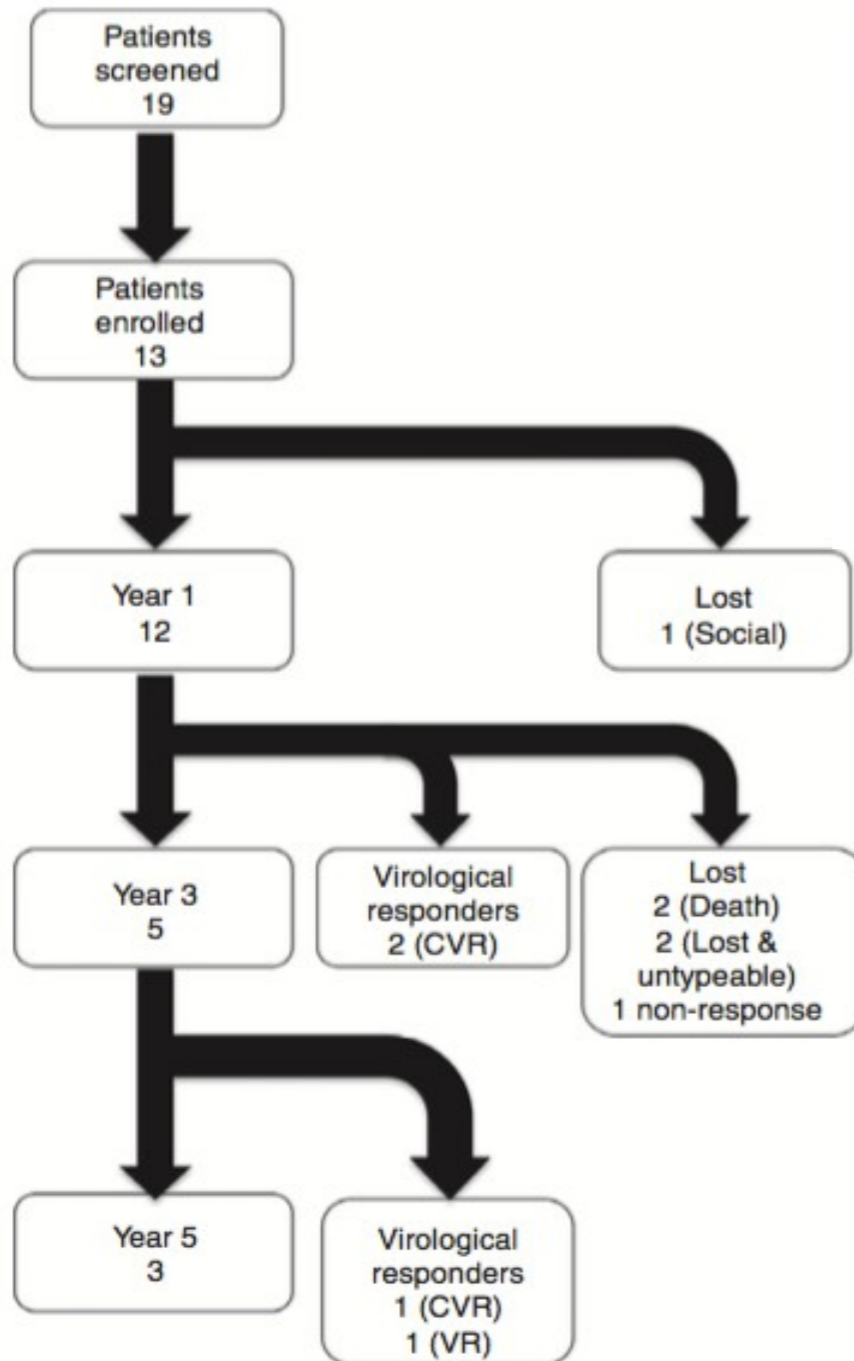 Patients
screened
19
Patients
enrolled
13
Year 1
12
Lost
1 (Social)
Year 3
5
Virological
responders
2 (CVR)
Lost
2 (Death)
2 (Lost &
untypeable)
1 non-response
Year 5
3
Virological
responders
1 (CVR)
1 (VR)